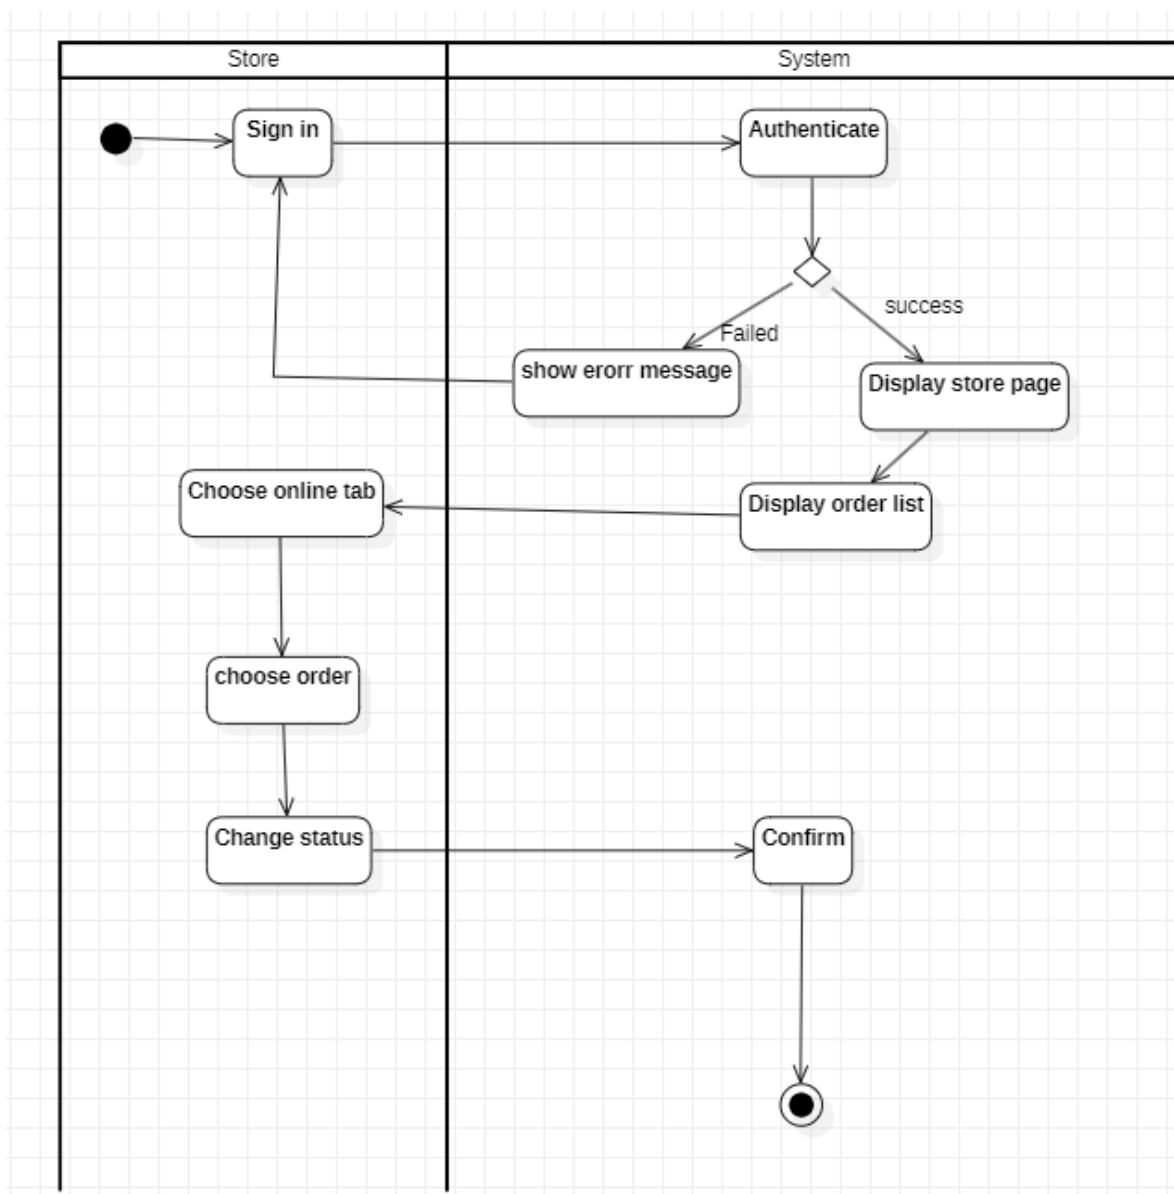 Store
System
Sign in
Authenticate
success
Failed
show erorr message
Display store page
Choose online tab
Display order list
choose order
Change status
Confirm